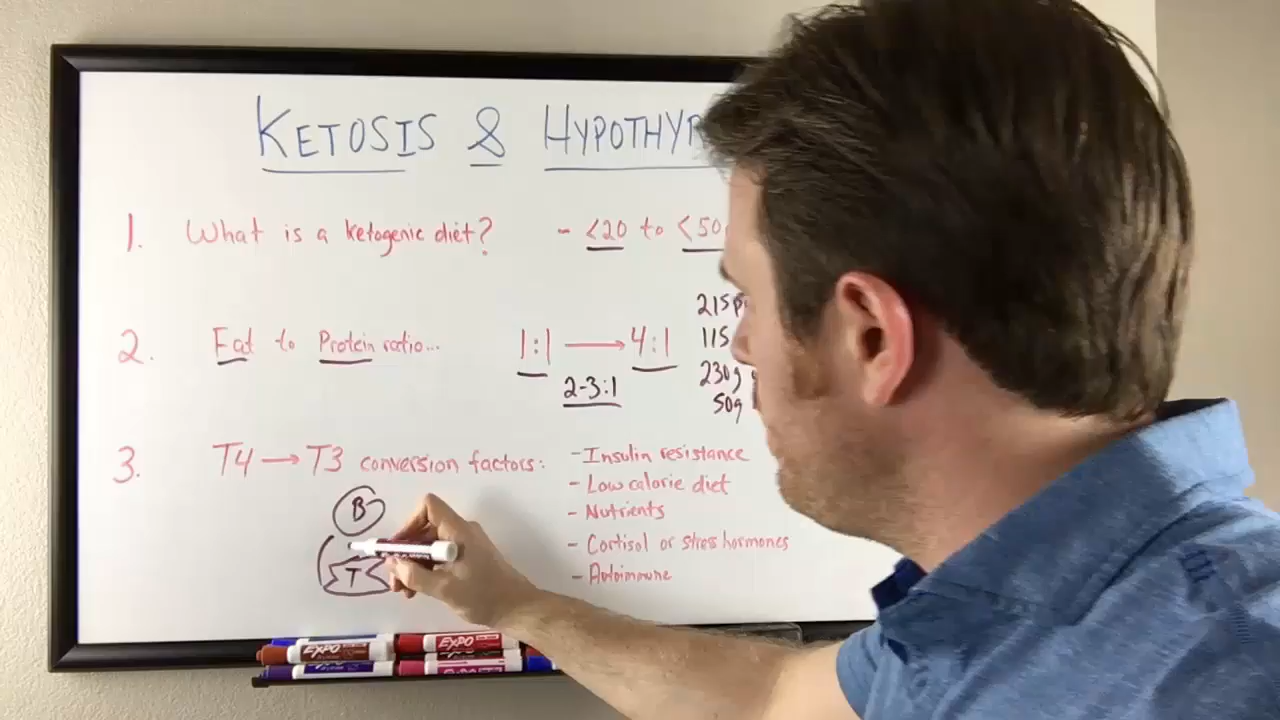 KETOSIS & HYPOTHYR
1. What is a ketogenic diet? - <20 to <50
2. Fat to Protein ratio... 1:1 → 4:1
2-3:1
215
115
230g
50g
3. T4 → T3 conversion factors:
- Insulin resistance
- Low calorie diet
- Nutrients
- Cortisol or stress hormones
- Autoimmune
B
T
EXPO
EXPO